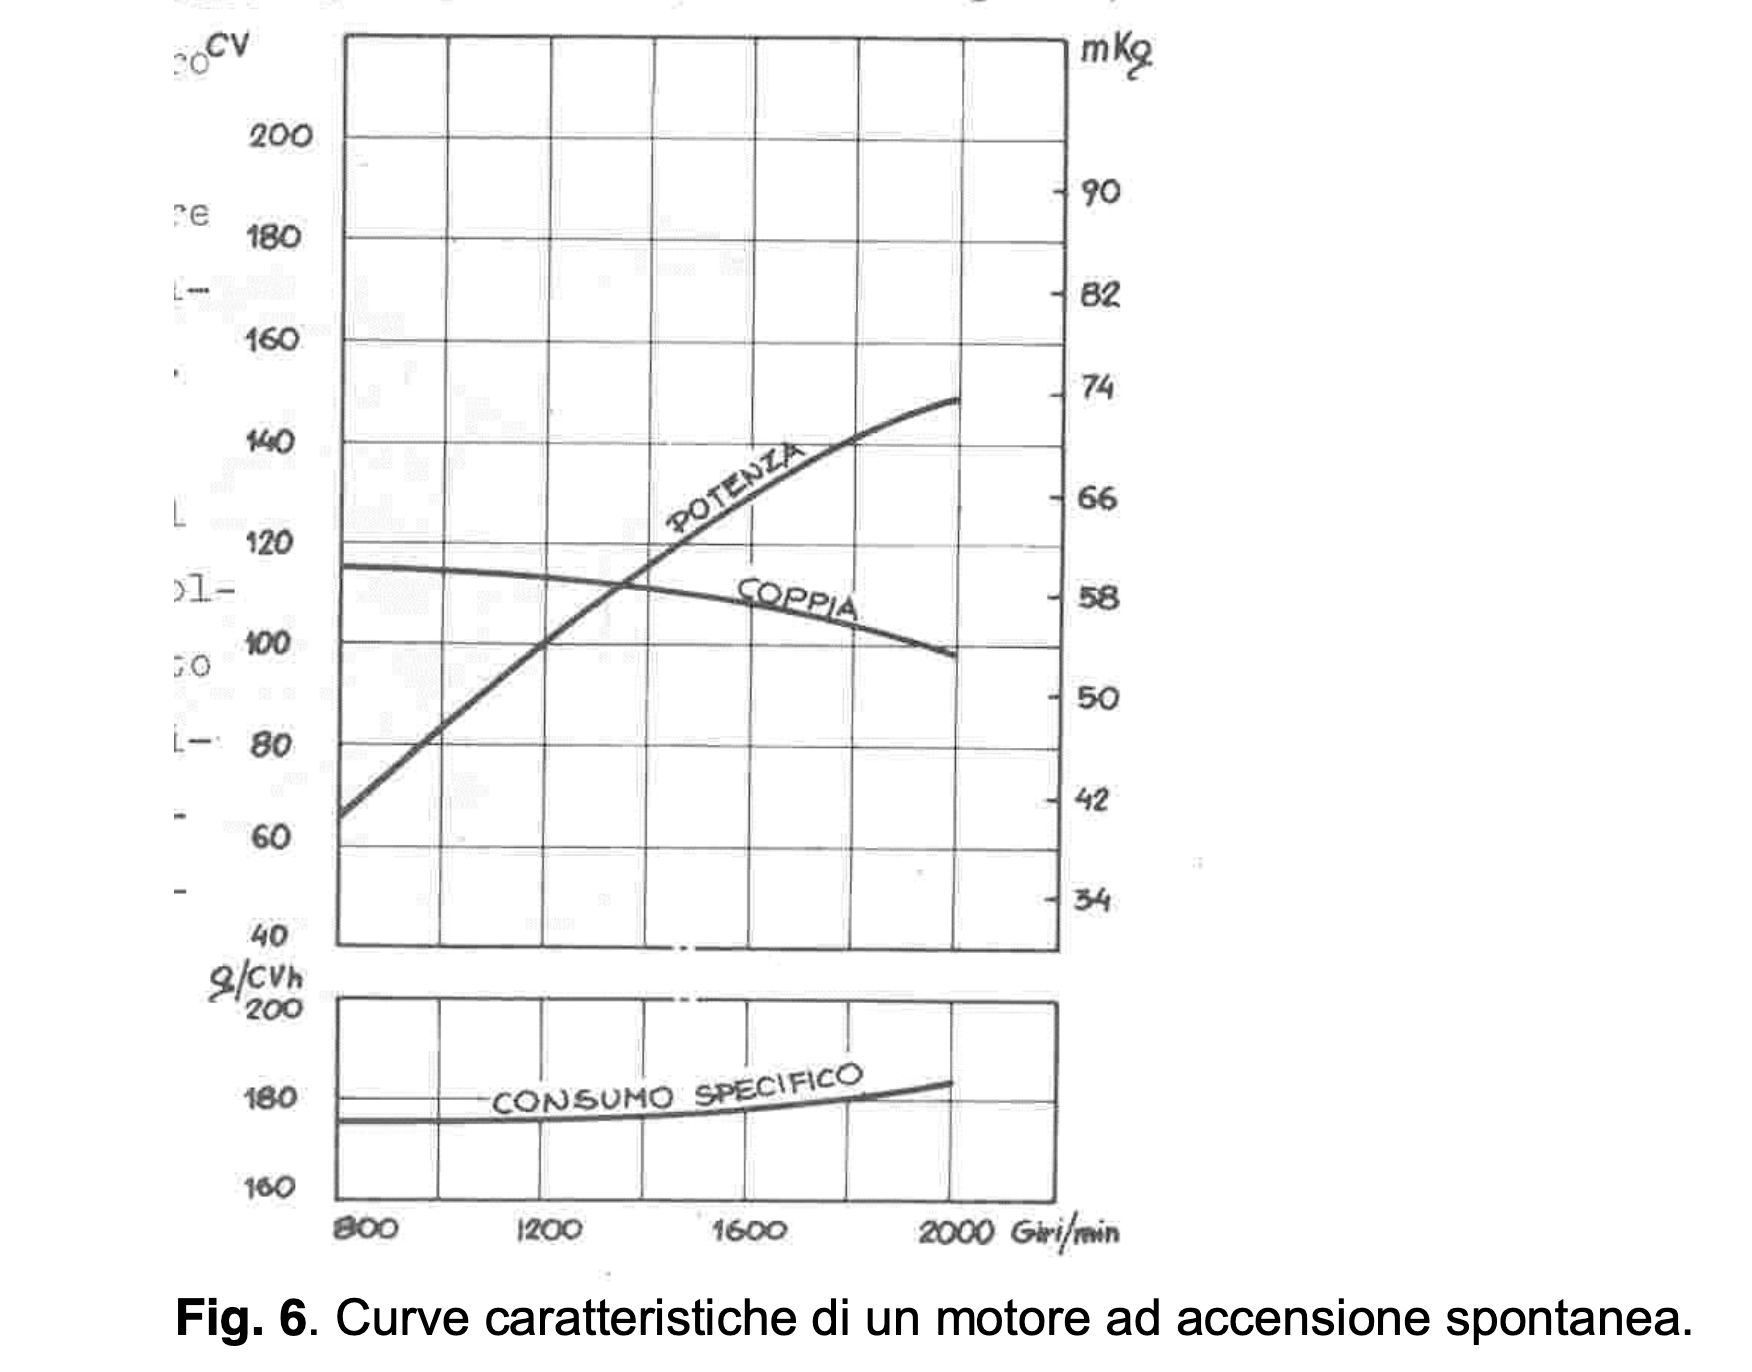 CV
mKg
200
90
180
82
160
74
140
POTENZA
66
120
COPPIA
58
100
50
80
42
60
34
40
g/CVh
200
CONSUMO SPECIFICO
180
160
800 1200 1600 2000 Giri/min
Fig. 6. Curve caratteristiche di un motore ad accensione spontanea.